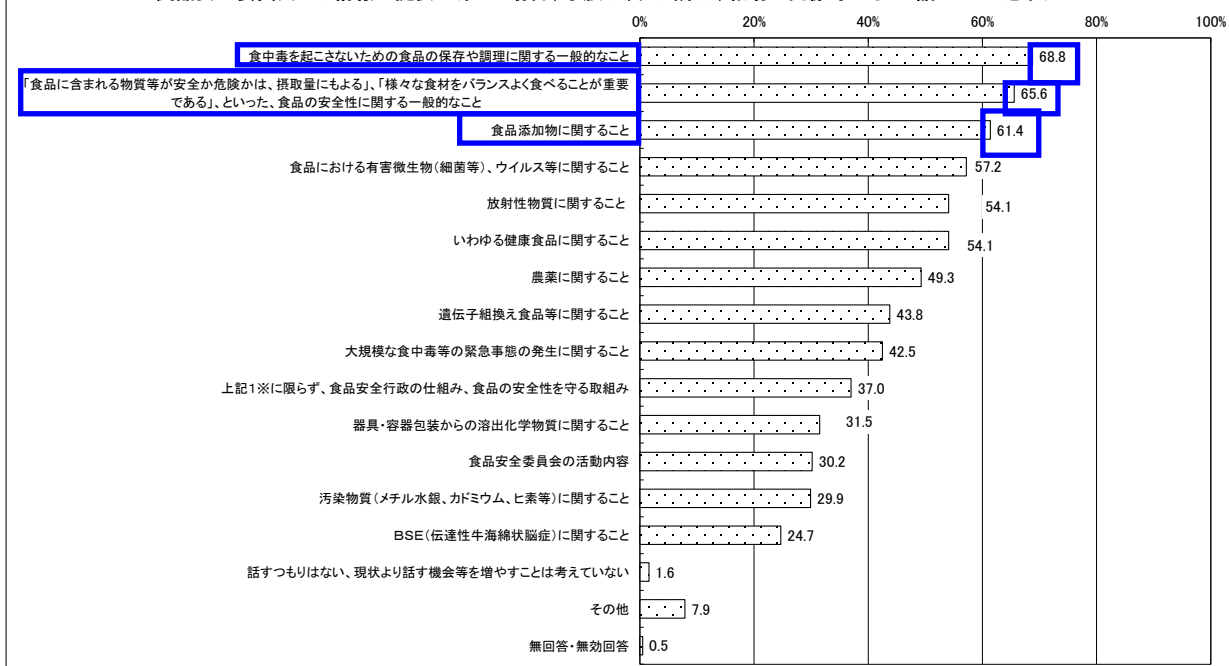 0% 20% 40% 60% 80% 100%
食中毒を起こさないための食品の保存や調理に関する一般的なこと 68.8
「食品に含まれる物質等が安全か危険かは、摂取量にもよる」、「様々な食材をバランスよく食べることが重要
である」、といった、食品の安全性に関する一般的なこと 65.6
食品添加物に関すること 61.4
食品における有害微生物(細菌等)、ウイルス等に関すること 57.2
放射性物質に関すること 54.1
いわゆる健康食品に関すること 54.1
農薬に関すること 49.3
遺伝子組換え食品等に関すること 43.8
大規模な食中毒等の緊急事態の発生に関すること 42.5
上記1※に限らず、食品安全行政の仕組み、食品の安全性を守る取組み 37.0
器具・容器包装からの溶出化学物質に関すること 31.5
食品安全委員会の活動内容 30.2
汚染物質(メチル水銀、カドミウム、ヒ素等)に関すること 29.9
BSE(伝達性牛海綿状脳症)に関すること 24.7
話すつもりはない、現状より話す機会等を増やすことは考えていない 1.6
その他 7.9
無回答・無効回答 0.5